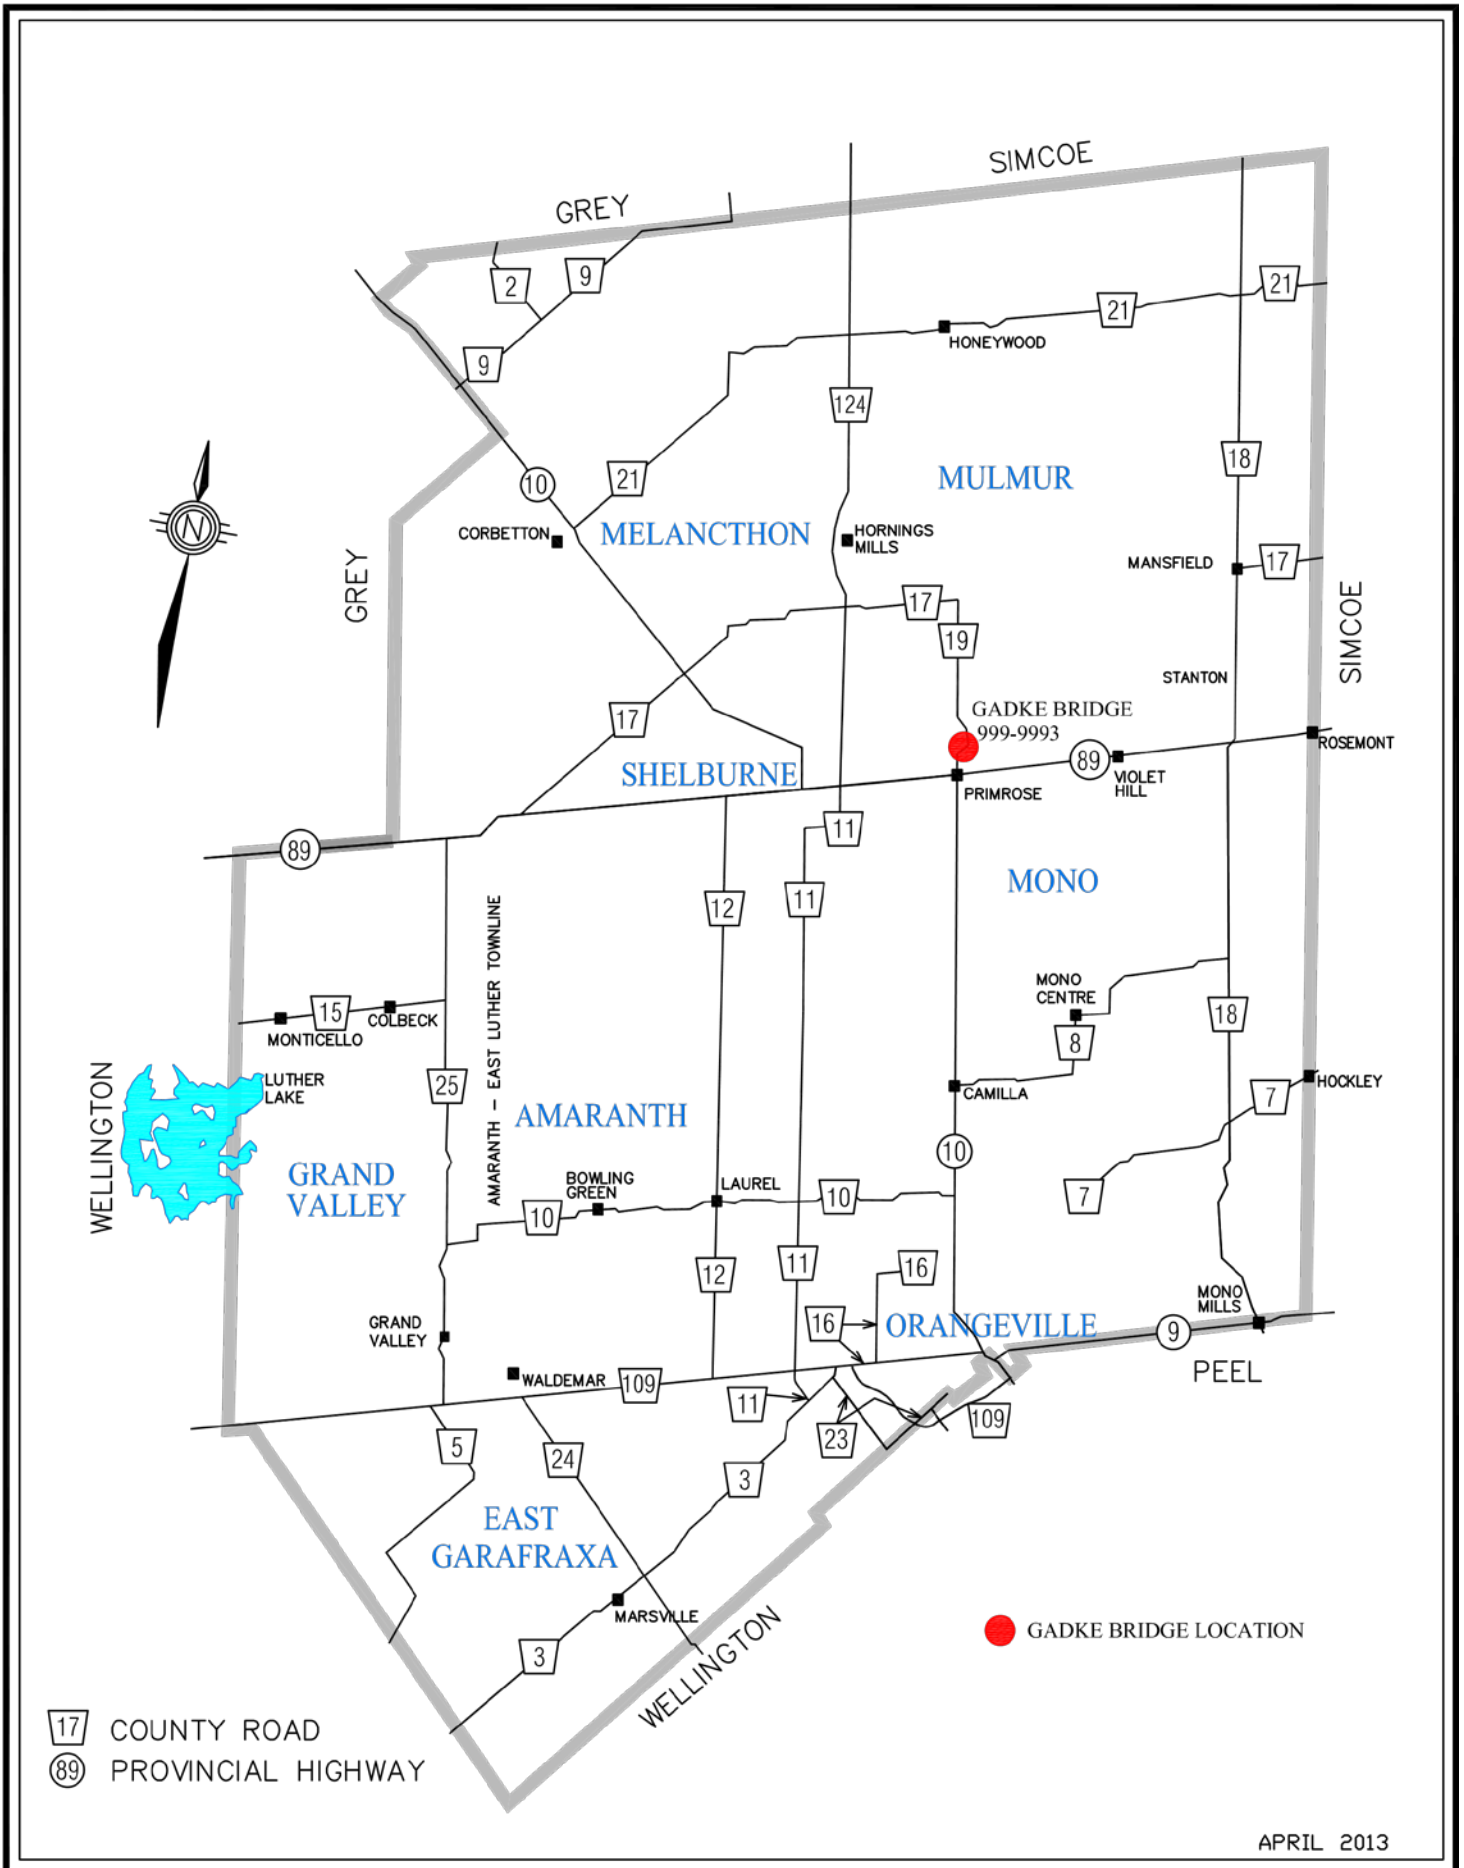 SIMCOE
GREY
2
9
9
21
21
HONEYWOOD
124
18
10
21
MULMUR
CORBETTON
MELANCTHON
HORNINGS
MILLS
MANSFIELD
17
GREY
N
17
19
SIMCOE
STANTON
17
GADKE BRIDGE
999-9993
ROSEMONT
SHELBURNE
89
VIOLET
HILL
PRIMROSE
11
89
12
11
MONO
AMARANTH - EAST LUTHER TOWNLINE
MONO
CENTRE
15
COLBECK
MONTICELLO
18
8
WELLINGTON
LUTHER
LAKE
25
HOCKLEY
7
CAMILLA
AMARANTH
10
GRAND
VALLEY
BOWLING
GREEN
LAUREL
10
10
7
12
11
16
MONO
MILLS
GRAND
VALLEY
16
ORANGEVILLE
9
PEEL
WALDEMAR
109
11
23
109
5
24
3
EAST
GARAFRAXA
MARSVILLE
3
WELLINGTON
GADKE BRIDGE LOCATION
17 COUNTY ROAD
89 PROVINCIAL HIGHWAY
APRIL 2013